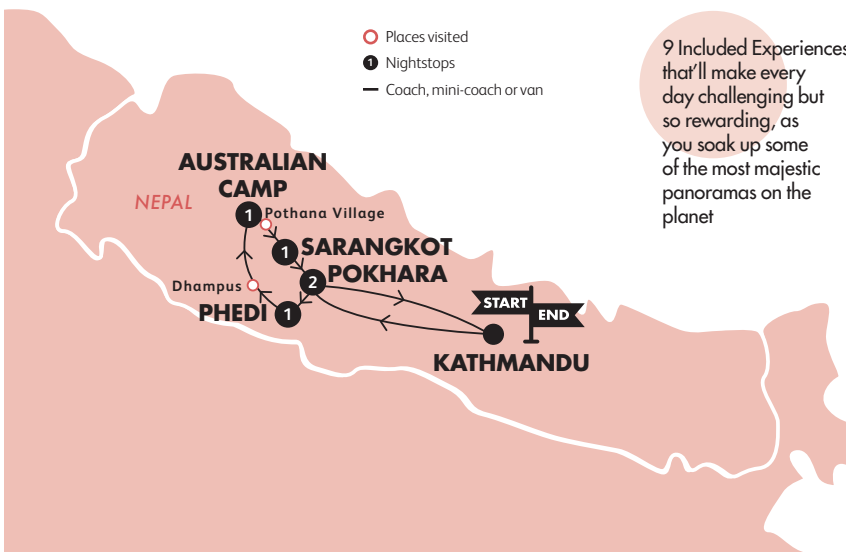 Places visited
1 Nightstops
Coach, mini-coach or van
9 Included Experiences
that'll make every
day challenging but
so rewarding, as
you soak up some
of the most majestic
panoramas on the
planet
NEPAL
AUSTRALIAN
CAMP
1
Pothana Village
1
SARANGKOT
POKHARA
2
Dhampus
PHEDI
1
START
END
KATHMANDU